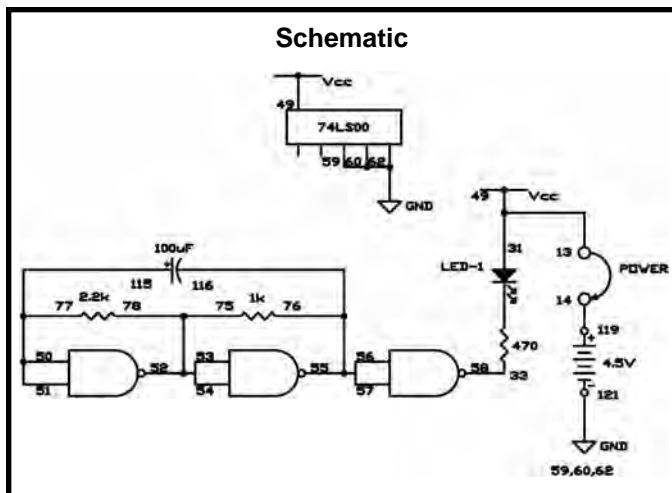 Schematic
Vcc
49
74LS00
59 60 62
GND
49 Vcc
100uF
+
115 116
31
LED-1
13
POWER
14
2.2k
77 78
1k
75 76
119
+
470
4.5V
-
33
121
50
51
52
53
54
55
56
57
58
GND
59,60,62